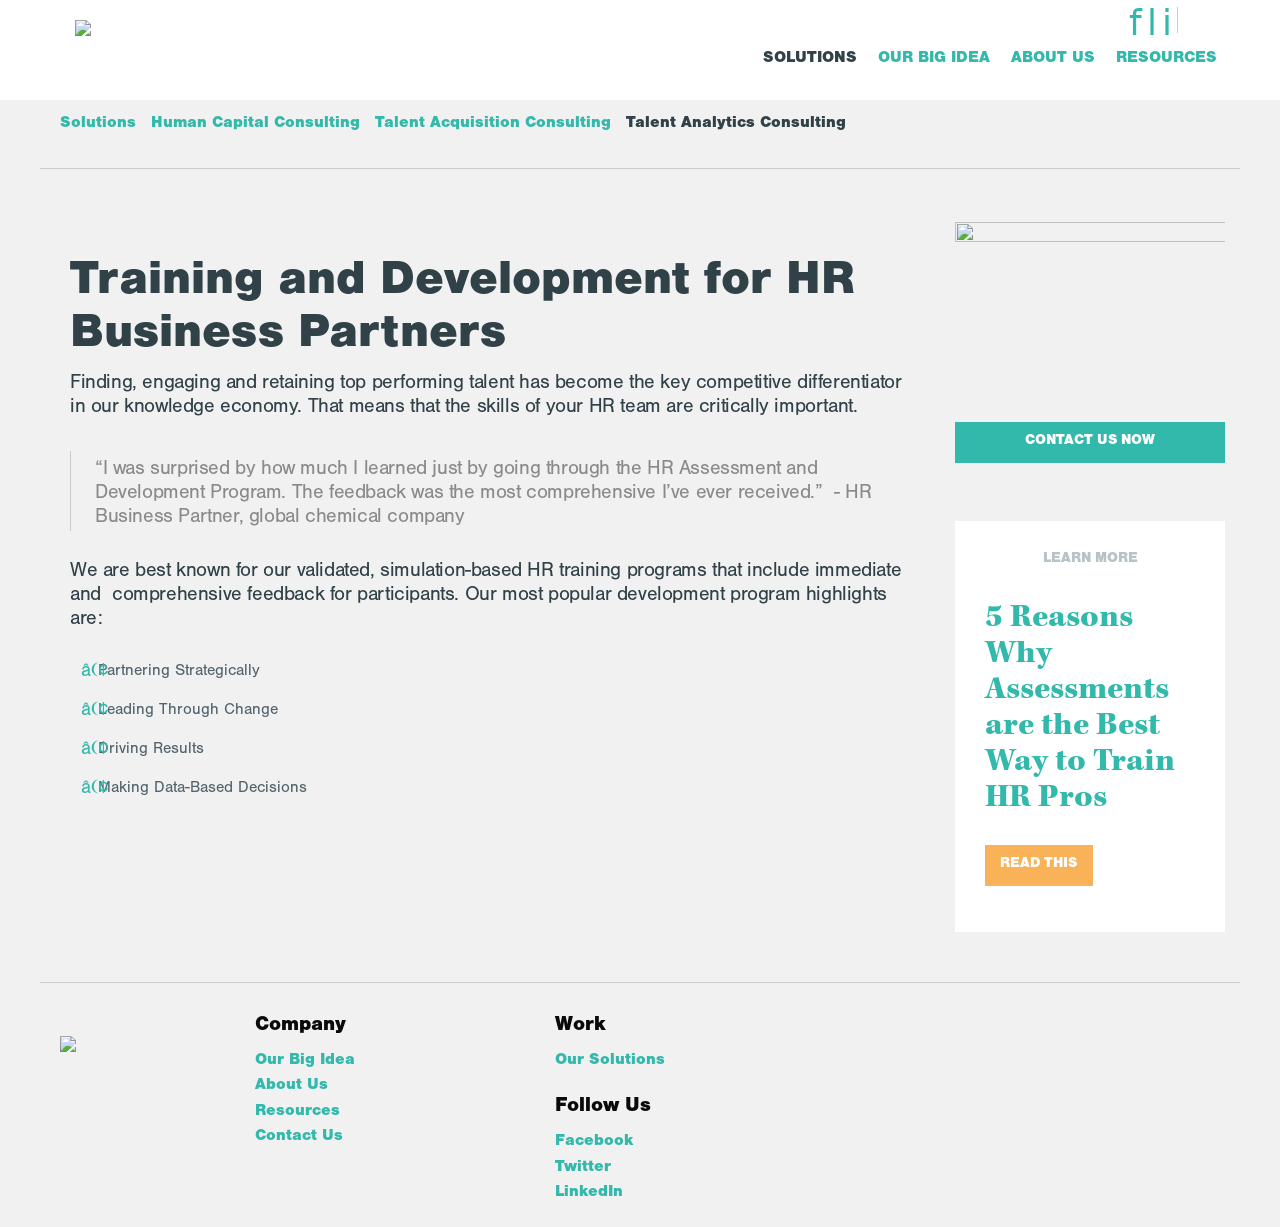 fli
SOLUTIONS OUR BIG IDEA ABOUT US RESOURCES
Solutions Human Capital Consulting Talent Acquisition Consulting Talent Analytics Consulting
Training and Development for HR
Business Partners
Finding, engaging and retaining top performing talent has become the key competitive differentiator
in our knowledge economy. That means that the skills of your HR team are critically important.
“I was surprised by how much I learned just by going through the HR Assessment and
Development Program. The feedback was the most comprehensive I’ve ever received.” - HR
Business Partner, global chemical company
We are best known for our validated, simulation-based HR training programs that include immediate
and comprehensive feedback for participants. Our most popular development program highlights
are:
Partnering Strategically
Leading Through Change
Driving Results
Making Data-Based Decisions
CONTACT US NOW
LEARN MORE
5 Reasons
Why
Assessments
are the Best
Way to Train
HR Pros
READ THIS
Company
Our Big Idea
About Us
Resources
Contact Us
Work
Our Solutions
Follow Us
Facebook
Twitter
LinkedIn